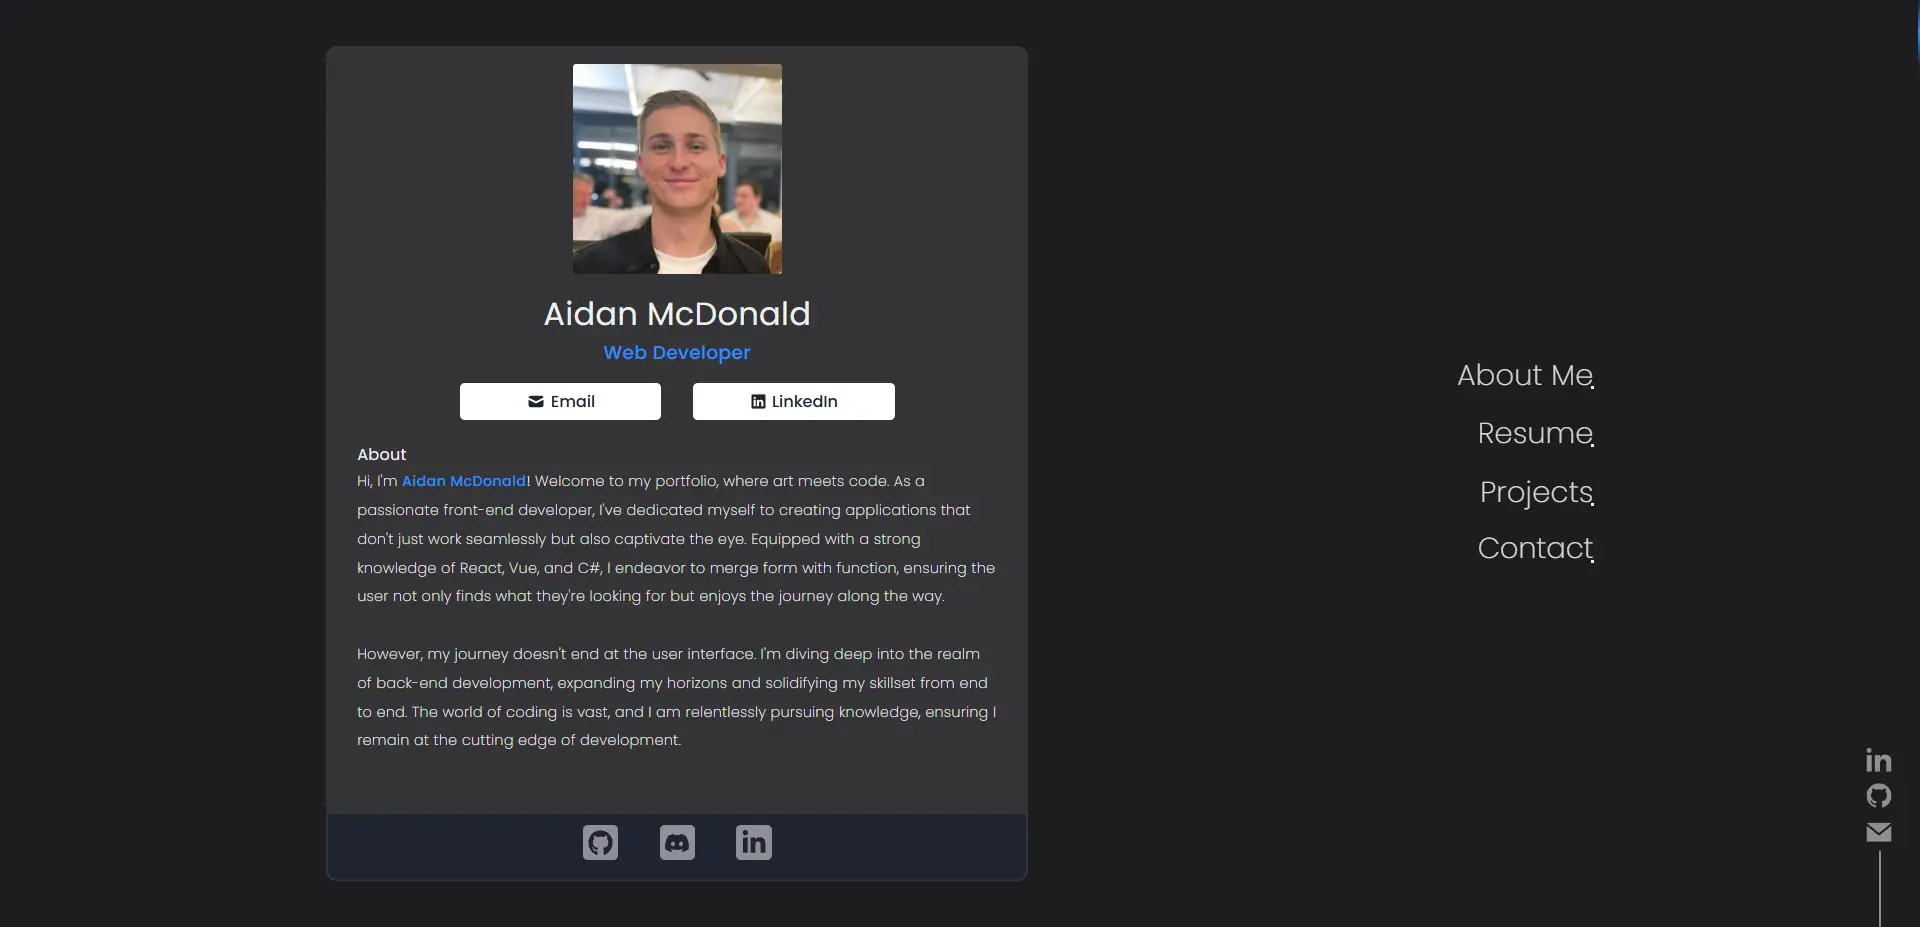 Aidan McDonald
Web Developer
Email
LinkedIn
About
Hi, I'm Aidan McDonald! Welcome to my portfolio, where art meets code. As a
passionate front-end developer, I've dedicated myself to creating applications that
don't just work seamlessly but also captivate the eye. Equipped with a strong
knowledge of React, Vue, and C#, I endeavor to merge form with function, ensuring the
user not only finds what they're looking for but enjoys the journey along the way.
However, my journey doesn't end at the user interface. I'm diving deep into the realm
of back-end development, expanding my horizons and solidifying my skillset from end
to end. The world of coding is vast, and I am relentlessly pursuing knowledge, ensuring I
remain at the cutting edge of development.
in
About Me.
Resume.
Projects.
Contact.
in